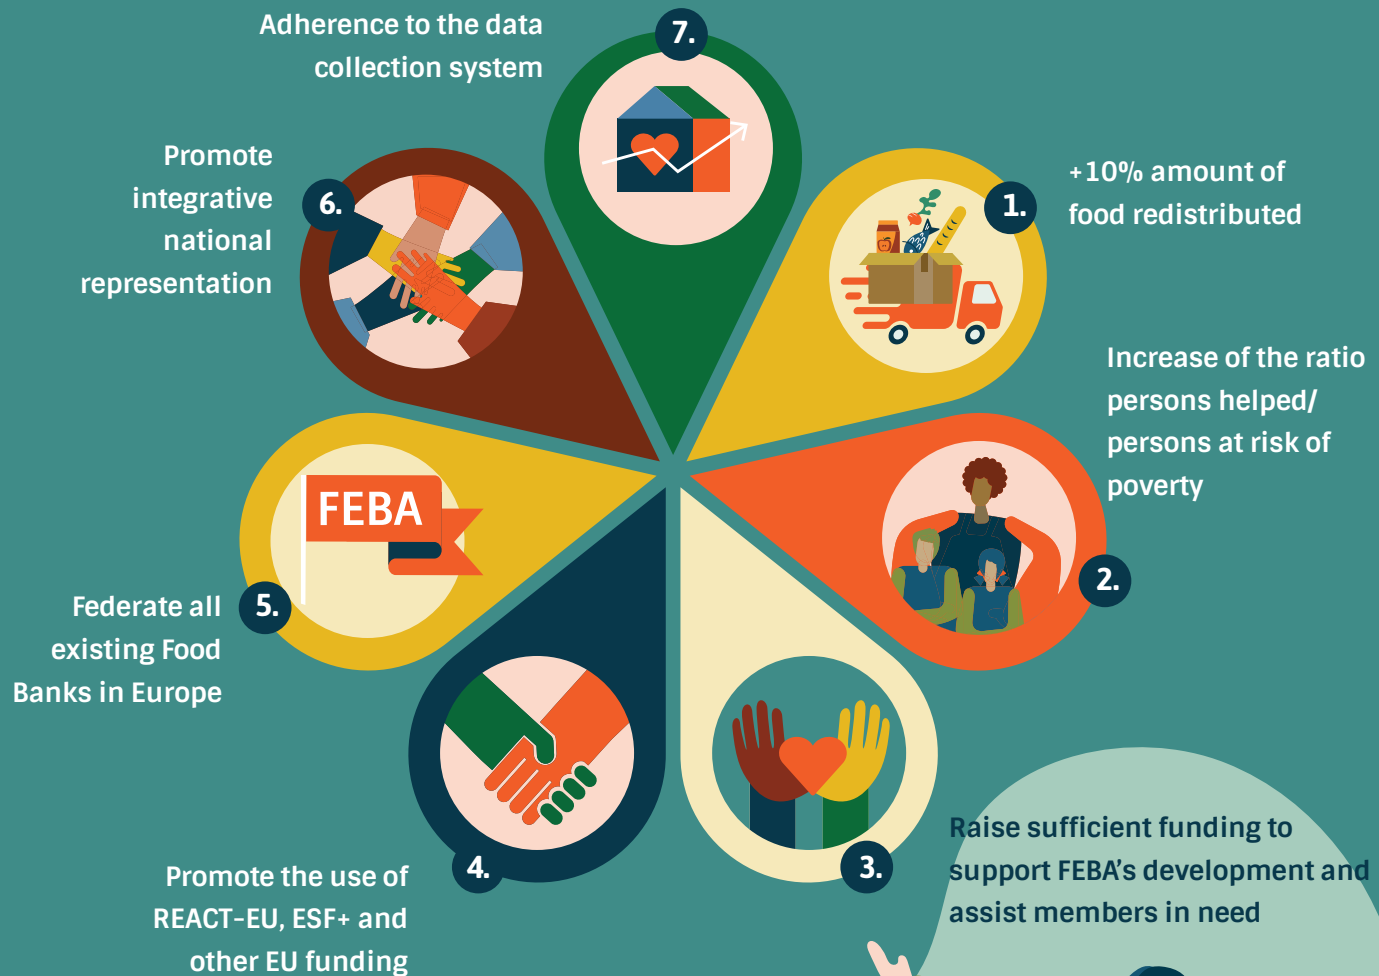 Adherence to the data
collection system
7.
Promote
integrative
national
representation
6.
1.
+10% amount of
food redistributed
Increase of the ratio
persons helped/
persons at risk of
poverty
2.
FEBA
5.
Federate all
existing Food
Banks in Europe
4.
Promote the use of
REACT-EU, ESF+ and
other EU funding
3.
Raise sufficient funding to
support FEBA’s development and
assist members in need